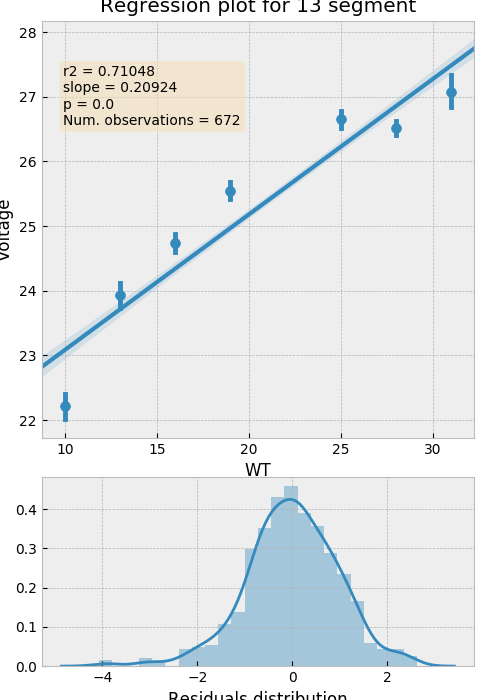 Regression plot for 13 segment
28
27
26
25
24
23
22
r2 = 0.71048
slope = 0.20924
p = 0.0
Num. observations = 672
Voltage
10 15 20 25 30
WT
0.4
0.3
0.2
0.1
0.0
−4 −2 0 2
Residuals distribution